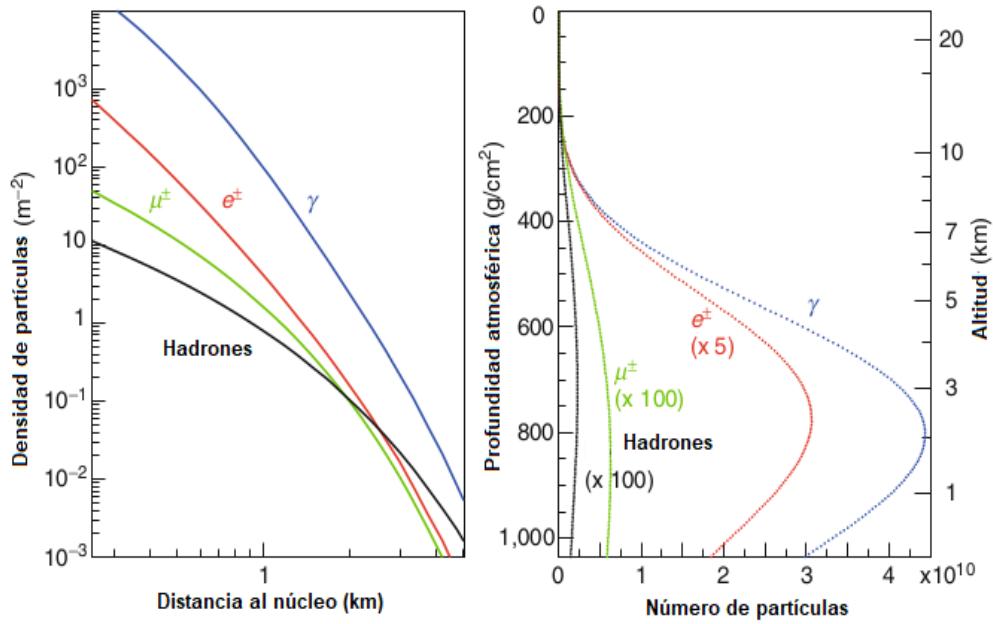 Densidad de partículas (m⁻²)
10³
10²
10
1
10⁻¹
10⁻²
10⁻³
μ±
e±
γ
Hadrones
1
Distancia al núcleo (km)
Profundidad atmosférica (g/cm²)
0
200
400
600
800
1,000
γ
e±
(x 5)
μ±
(x 100)
Hadrones
(x 100)
0
1
2
3
4
x10¹⁰
Número de partículas
20
10
7
5
3
1
Altitud (km)